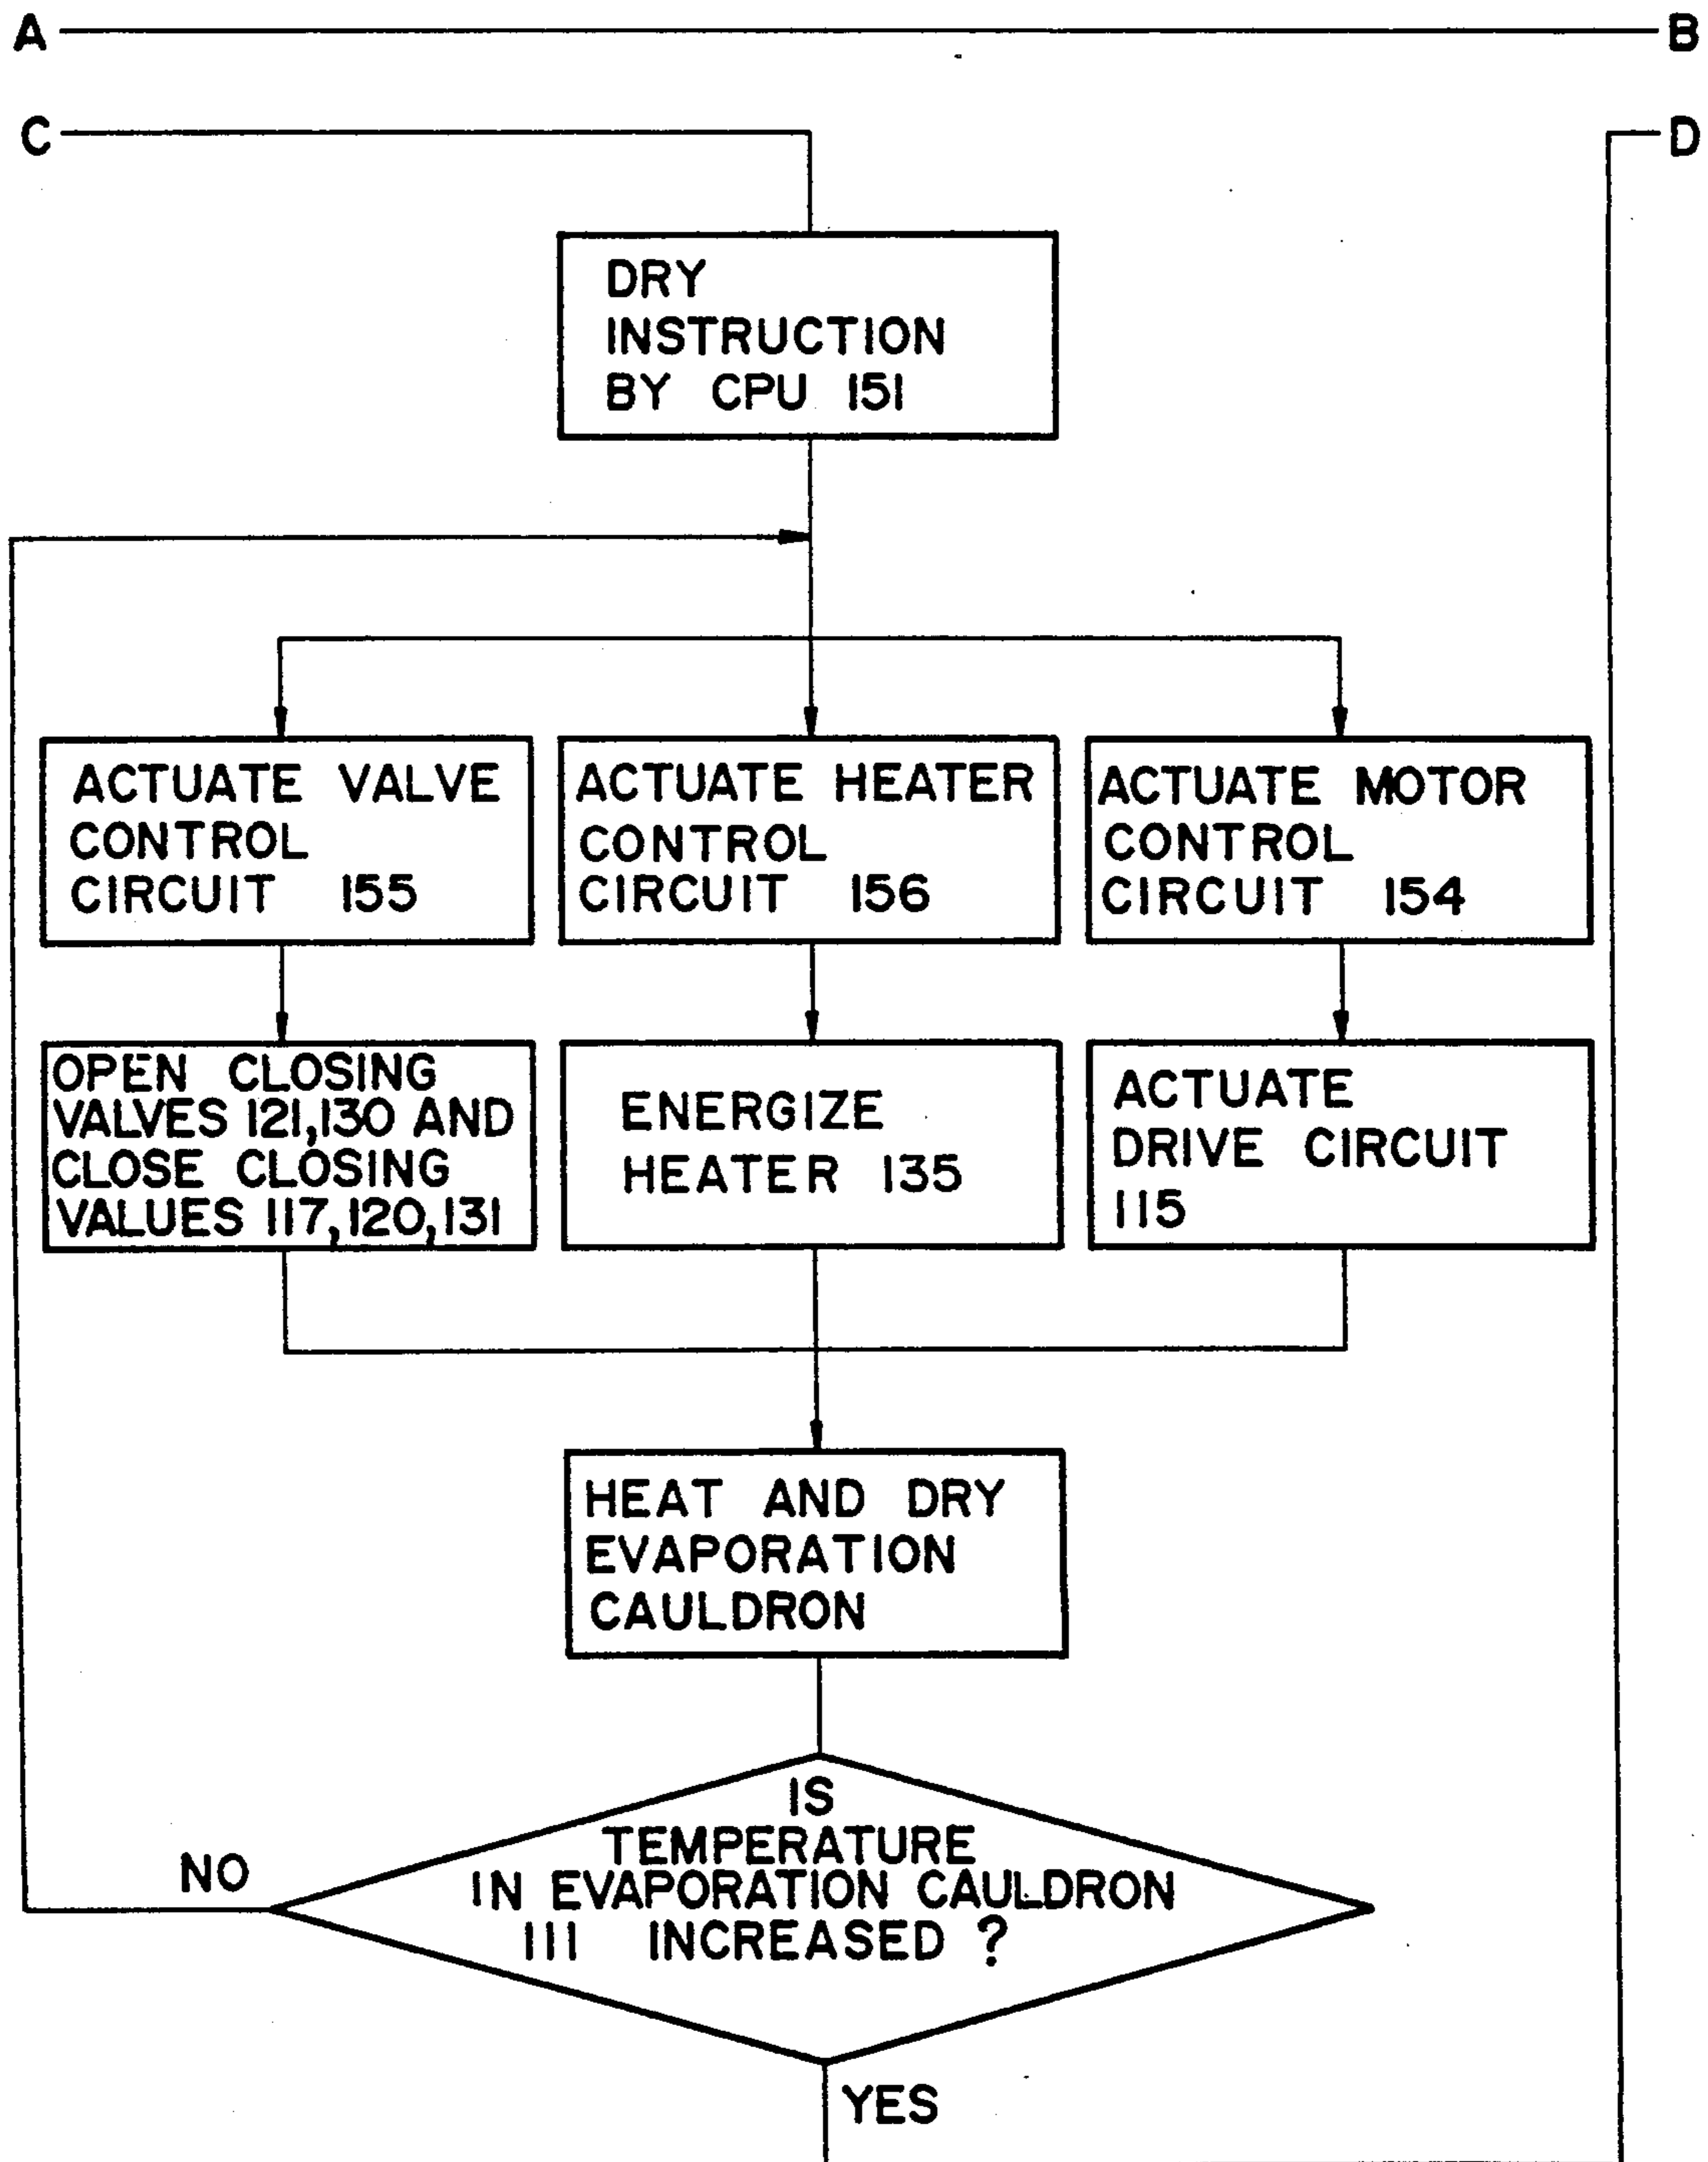 A
B
C
D
DRY
INSTRUCTION
BY CPU 151
ACTUATE VALVE
CONTROL
CIRCUIT 155
ACTUATE HEATER
CONTROL
CIRCUIT 156
ACTUATE MOTOR
CONTROL
CIRCUIT 154
OPEN CLOSING
VALVES 121,130 AND
CLOSE CLOSING
VALUES 117,120,131
ENERGIZE
HEATER 135
ACTUATE
DRIVE CIRCUIT
115
HEAT AND DRY
EVAPORATION
CAULDRON
IS
TEMPERATURE
IN EVAPORATION CAULDRON
111 INCREASED ?
NO
YES